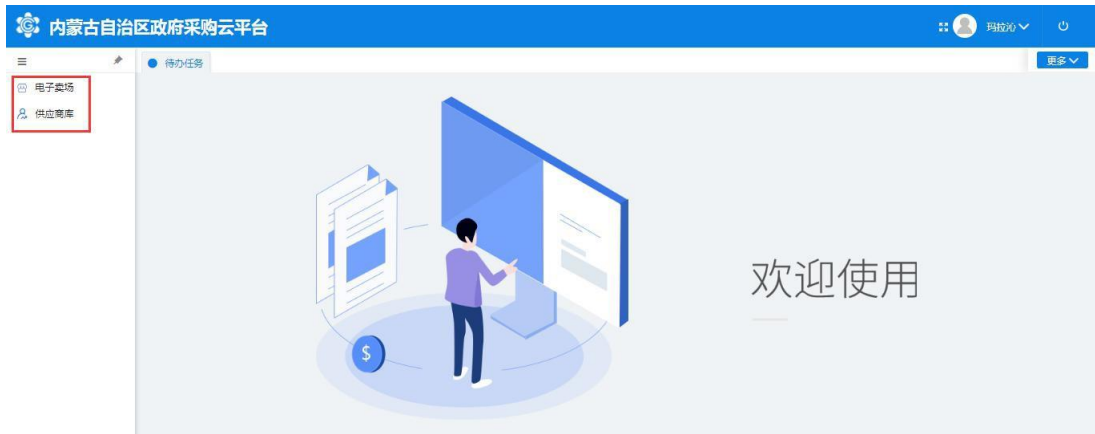 内蒙古自治区政府采购云平台
玛拉沁
待办任务
更多
电子卖场
供应商库
欢迎使用
$